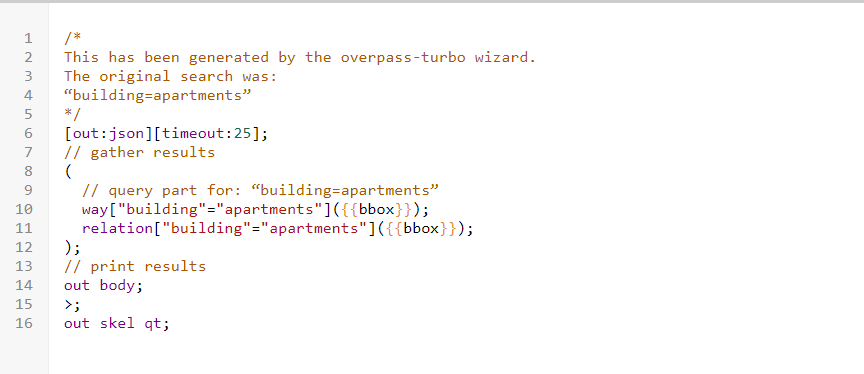 1 /*
2 This has been generated by the overpass-turbo wizard.
3 The original search was:
4 “building=apartments”
5 */
6 [out:json][timeout:25];
7 // gather results
8 (
9   // query part for: “building=apartments”
10   way["building"="apartments"]({{bbox}});
11   relation["building"="apartments"]({{bbox}});
12 );
13 // print results
14 out body;
15 >;
16 out skel qt;